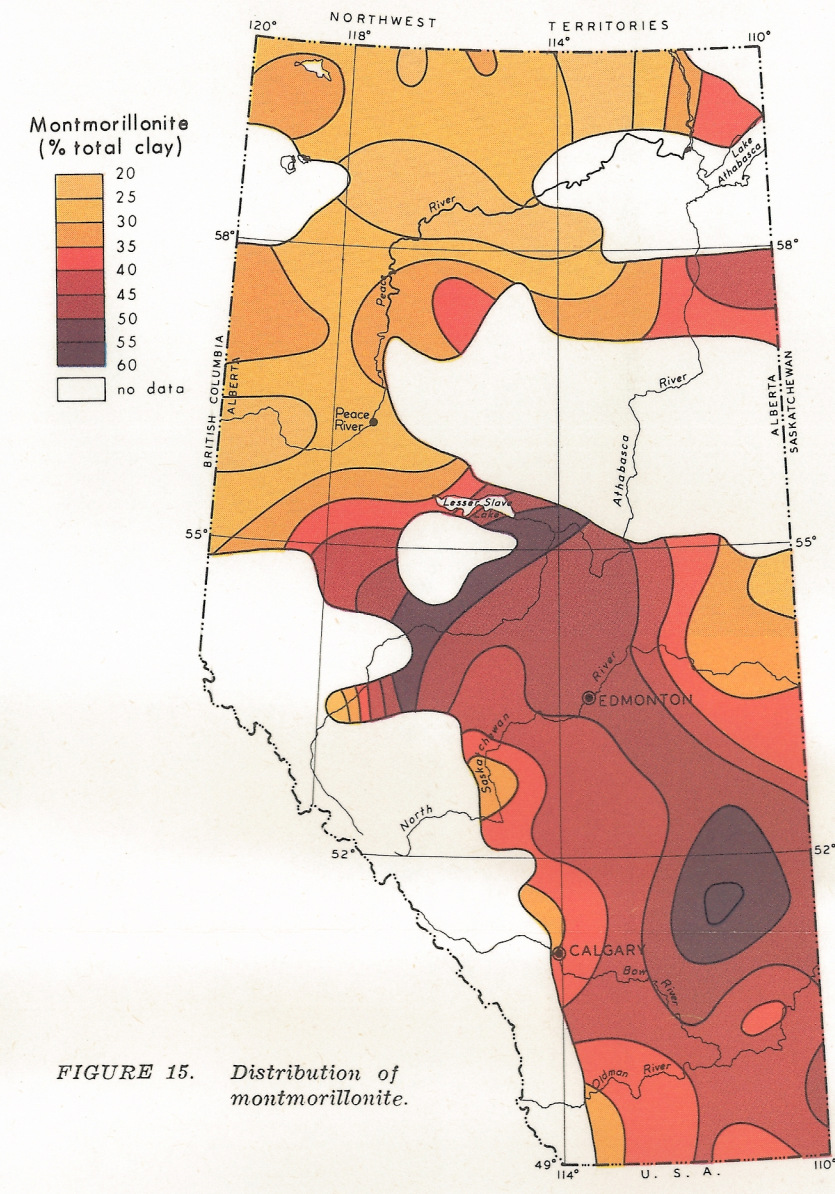 NORTHWEST TERRITORIES
120°
118°
114°
110°
Montmorillonite
(% total clay)
20
25
30
35
40
45
50
55
60
no data
Lake
Athabasca
River
Peace
58°
58°
BRITISH COLUMBIA
ALBERTA
Peace
River
River
Athabasca
ALBERTA
SASKATCHEWAN
Lesser Slave
Lake
55°
55°
River
EDMONTON
Saskatchewan
North
52°
52°
CALGARY
Bow
River
Oldman River
FIGURE 15. Distribution of
montmorillonite.
49°
114°
U. S. A.
110°